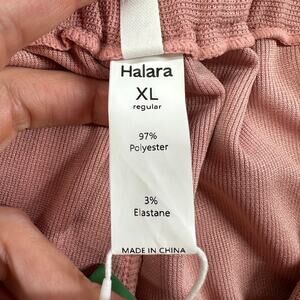 Halara
XL
regular
97%
Polyester
3%
Elastane
MADE IN CHINA